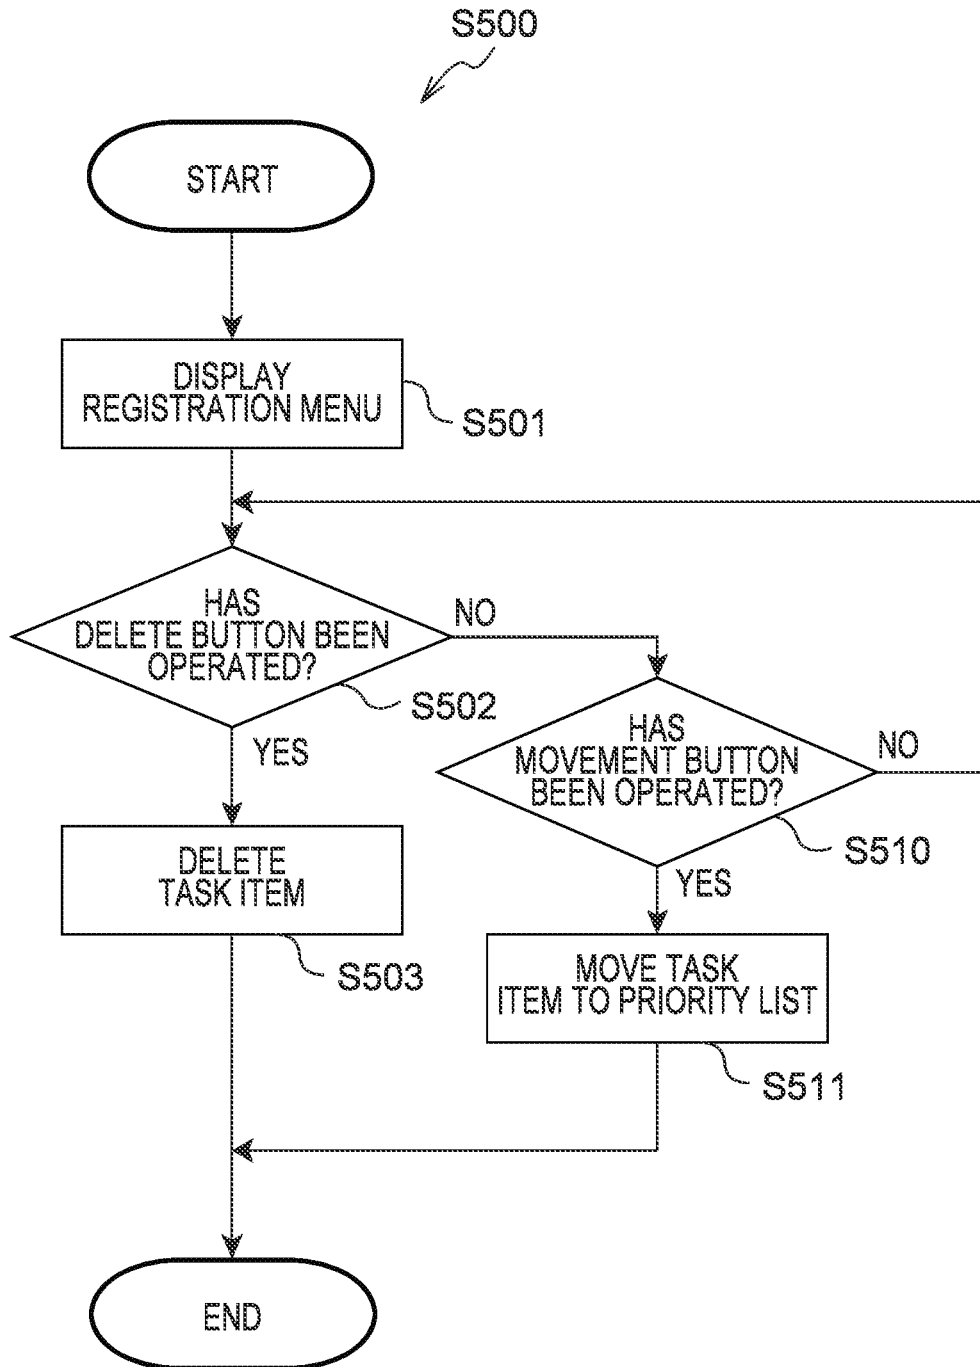 S500
START
DISPLAY
REGISTRATION MENU
S501
HAS
DELETE BUTTON BEEN
OPERATED?
NO
S502
YES
HAS
MOVEMENT BUTTON
BEEN OPERATED?
NO
S510
YES
DELETE
TASK ITEM
S503
MOVE TASK
ITEM TO PRIORITY LIST
S511
END